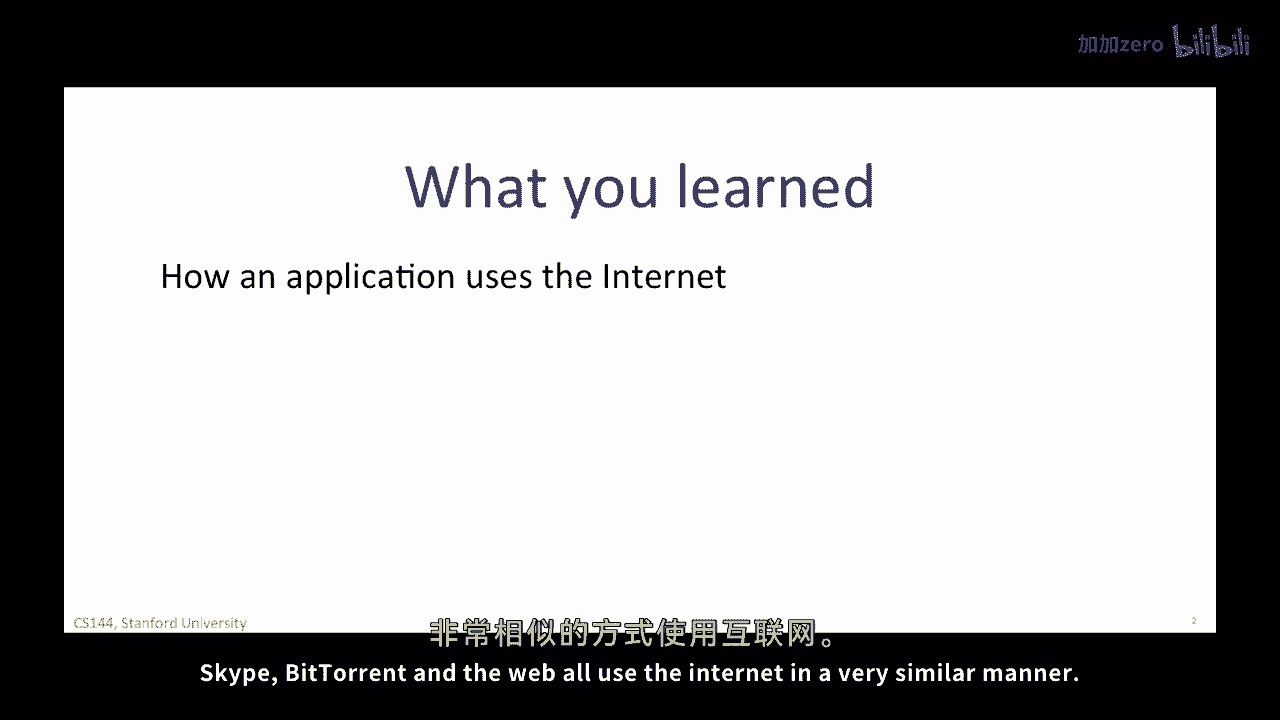 加加zero bilibili
What you learned
How an application uses the Internet
CS144, Stanford University
2
非常相似的方式使用互联网。
Skype, BitTorrent and the web all use the internet in a very similar manner.